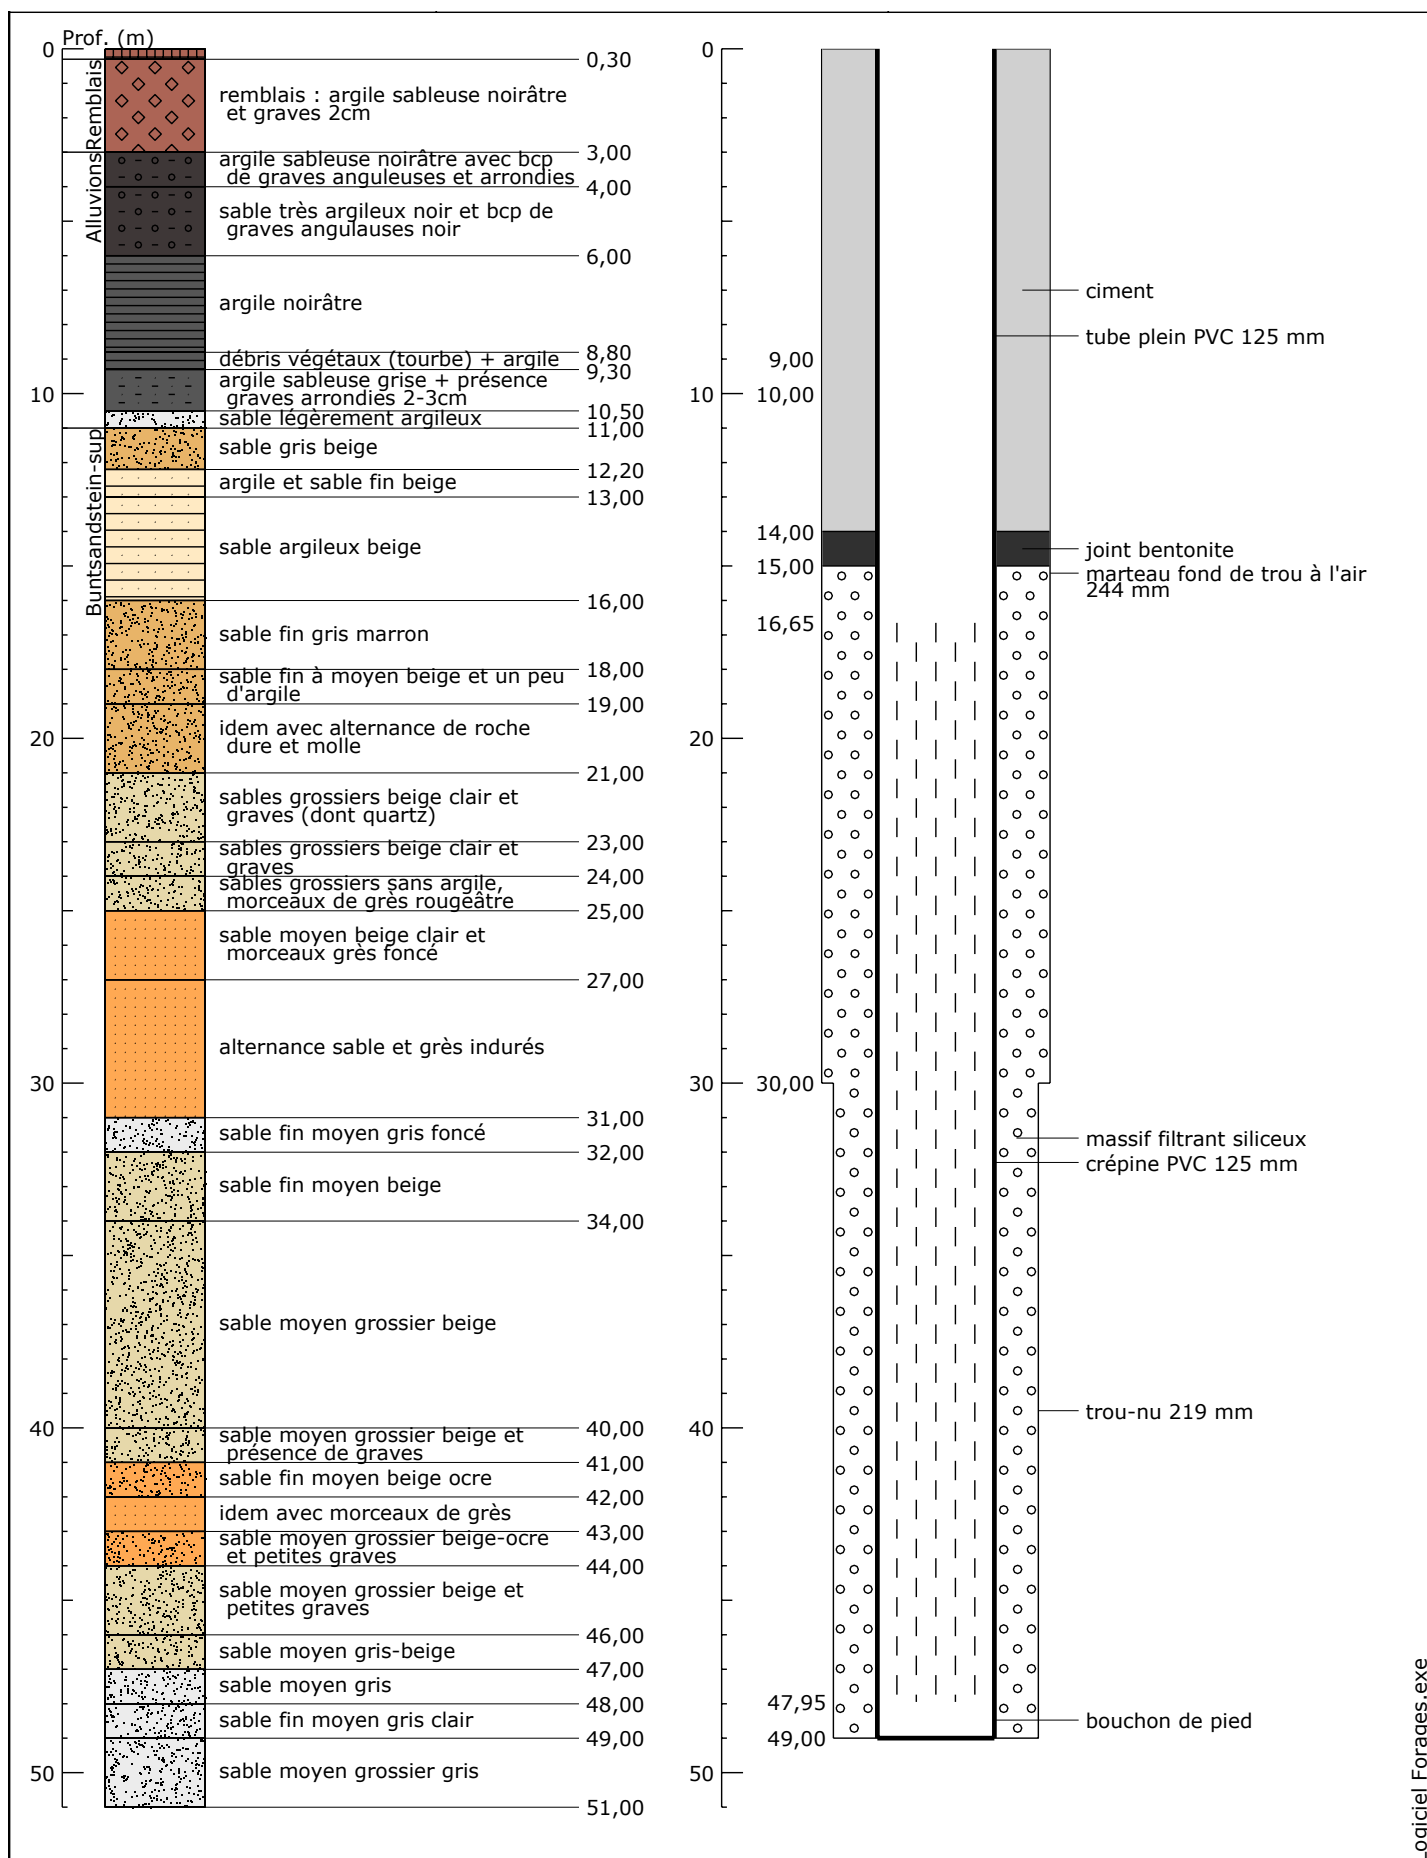 Prof. (m)
0
0,30
Remblais
remblais : argile sableuse noirâtre
et graves 2cm
3,00
Alluvions
argile sableuse noirâtre avec bcp
de graves anguleuses et arrondies
4,00
sable très argileux noir et bcp de
graves angulauses noir
6,00
argile noirâtre
8,80
débris végétaux (tourbe) + argile
9,30
argile sableuse grise + présence
graves arrondies 2-3cm
10
10,50
sable légèrement argileux
11,00
Buntsandstein-sup
sable gris beige
12,20
argile et sable fin beige
13,00
sable argileux beige
16,00
sable fin gris marron
18,00
sable fin à moyen beige et un peu
d'argile
19,00
idem avec alternance de roche
dure et molle
20
21,00
sables grossiers beige clair et
graves (dont quartz)
23,00
sables grossiers beige clair et
graves
24,00
sables grossiers sans argile,
morceaux de grès rougeâtre
25,00
sable moyen beige clair et
morceaux grès foncé
27,00
alternance sable et grès indurés
30
31,00
sable fin moyen gris foncé
32,00
sable fin moyen beige
34,00
sable moyen grossier beige
40
40,00
sable moyen grossier beige et
présence de graves
41,00
sable fin moyen beige ocre
42,00
idem avec morceaux de grès
43,00
sable moyen grossier beige-ocre
et petites graves
44,00
sable moyen grossier beige et
petites graves
46,00
sable moyen gris-beige
47,00
sable moyen gris
48,00
sable fin moyen gris clair
49,00
sable moyen grossier gris
50
51,00
0
ciment
tube plein PVC 125 mm
9,00
10
10,00
14,00
joint bentonite
15,00
marteau fond de trou à l'air
244 mm
16,65
20
30
30,00
massif filtrant siliceux
crépine PVC 125 mm
trou-nu 219 mm
40
47,95
bouchon de pied
49,00
50
Logiciel Forages.exe